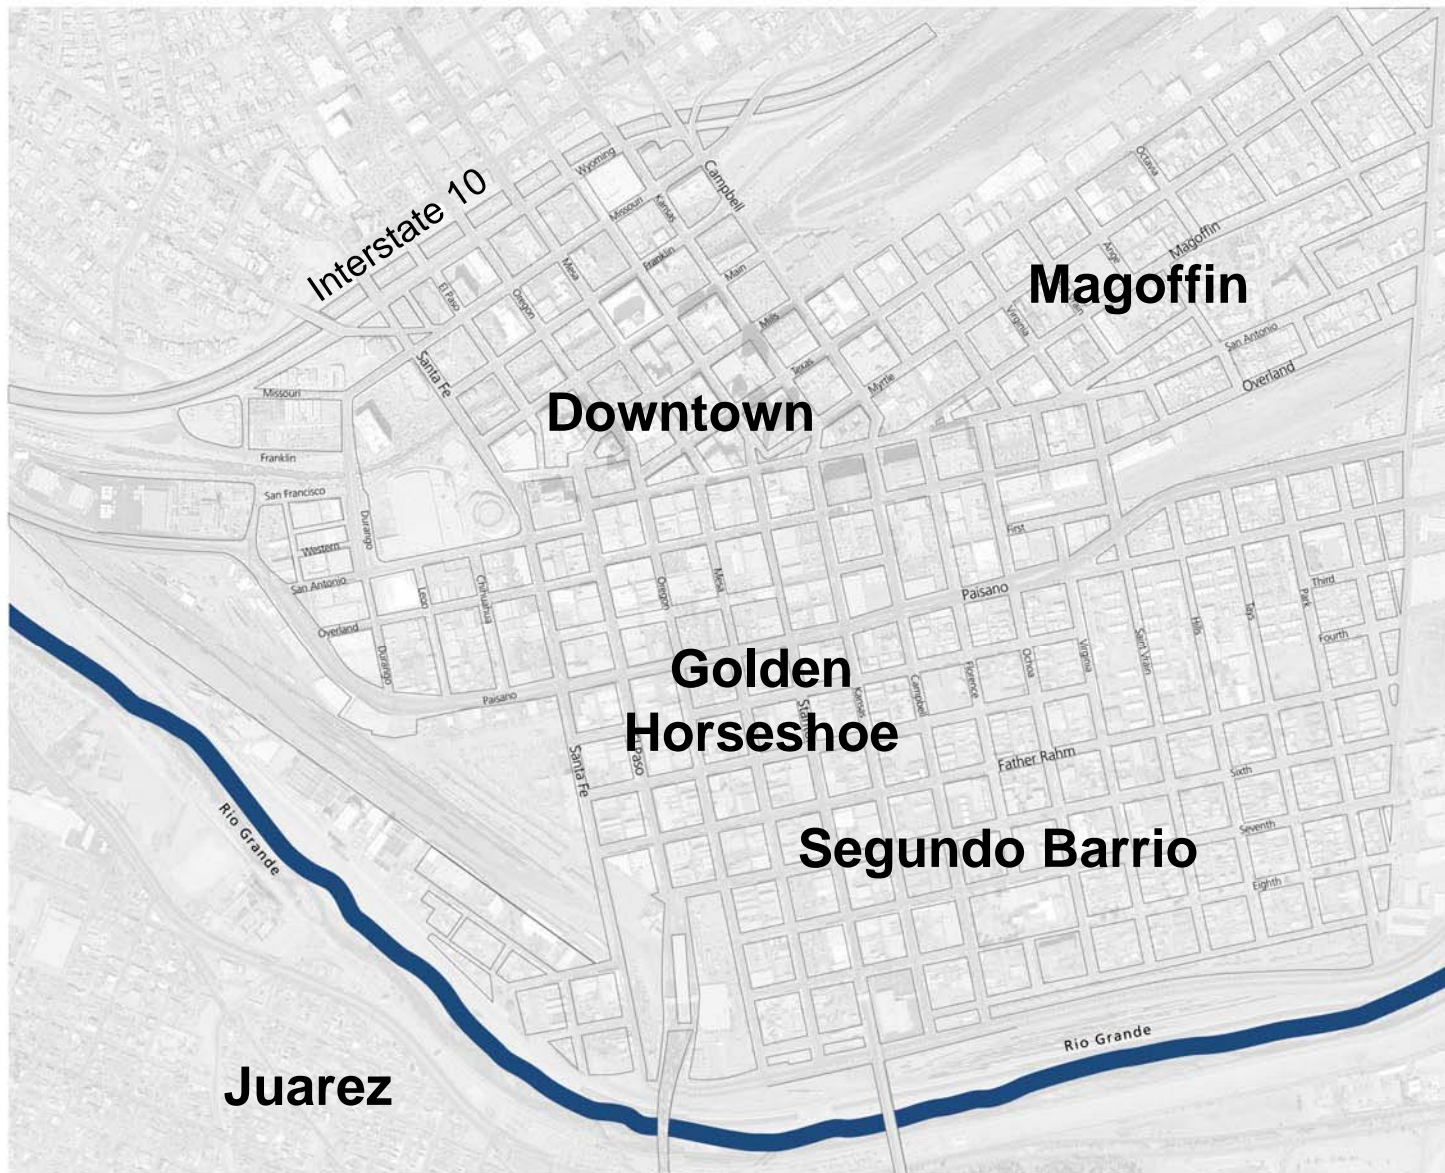 Wyoming
Octavia
Interstate 10
Campbell
Missouri
Kansas
Magoffin
Ange
Franklin
Mesa
Main
Magoffin
El Paso
Oregon
Virginia
Mills
San Antonio
Santa Fe
Texas
Myrtle
Overland
Missouri
Downtown
Franklin
San Francisco
Durango
First
Western
San Antonio
Leon
Chihuahua
Oregon
Mesa
Paisano
Third
Park
Tays
Hills
Overland
Fourth
Saint Vrain
Virginia
Ochoa
Florence
Durango
Golden
Horseshoe
Paisano
Kansas
Campbell
Santa Fe
Paso
Father Rahm
Sixth
Rio Grande
Seventh
Segundo Barrio
Eighth
Rio Grande
Juarez